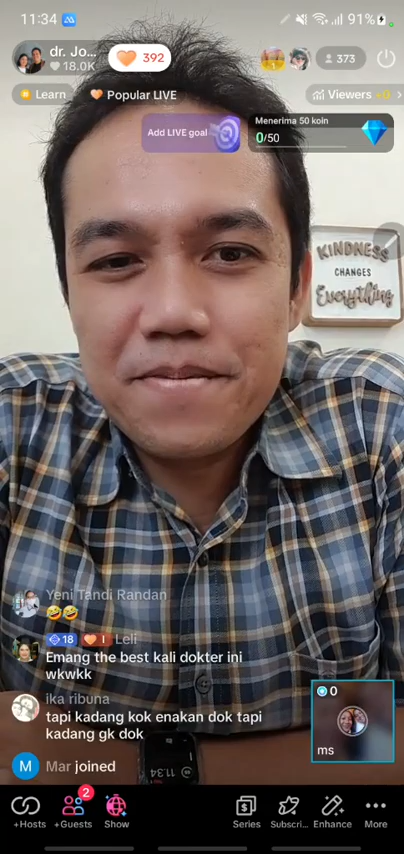 11:34
91%
dr. Jo...
18.0K
392
1
373
Learn
Popular LIVE
Viewers +0
Add LIVE goal
Menerima 50 koin
0/50
KINDNESS
CHANGES
Everything
Yeni Tandi Randan
🤣🤣
18 I Leli
Emang the best kali dokter ini
wkwkk
ika ribuna
tapi kadang kok enakan dok tapi
kadang gk dok
0
ms
M Mar joined
11:34
2
+Hosts
+Guests
Show
Series
Subscri...
Enhance
More